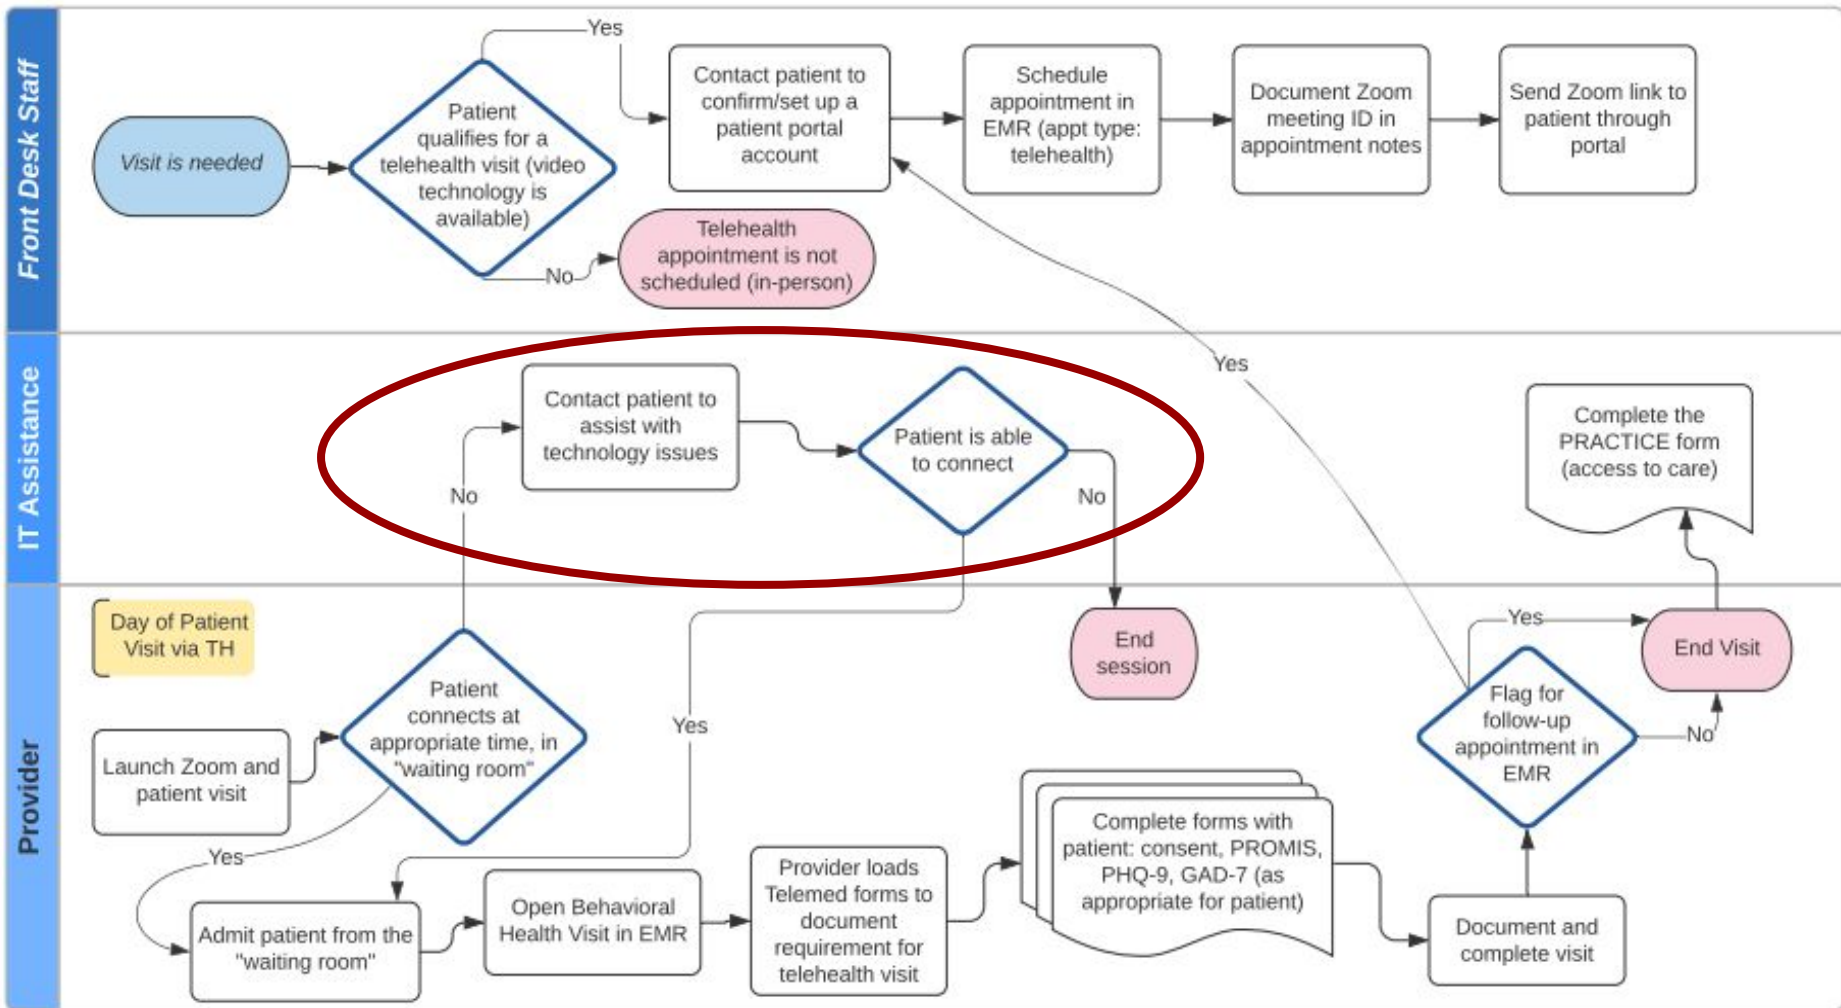 Front Desk Staff
Visit is needed
Patient
qualifies for a
telehealth visit (video
technology is
available)
Yes
No
Contact patient to
confirm/set up a
patient portal
account
Schedule
appointment in
EMR (appt type:
telehealth)
Document Zoom
meeting ID in
appointment notes
Send Zoom link to
patient through
portal
Telehealth
appointment is not
scheduled (in-person)
IT Assistance
No
Contact patient to
assist with
technology issues
Patient is able
to connect
No
Yes
Complete the
PRACTICE form
(access to care)
Provider
Day of Patient
Visit via TH
Launch Zoom and
patient visit
Patient
connects at
appropriate time, in
"waiting room"
Yes
Yes
End
session
Admit patient from the
"waiting room"
Open Behavioral
Health Visit in EMR
Provider loads
Telemed forms to
document
requirement for
telehealth visit
Complete forms with
patient: consent, PROMIS,
PHQ-9, GAD-7 (as
appropriate for patient)
Document and
complete visit
Flag for
follow-up
appointment in
EMR
Yes
No
End Visit